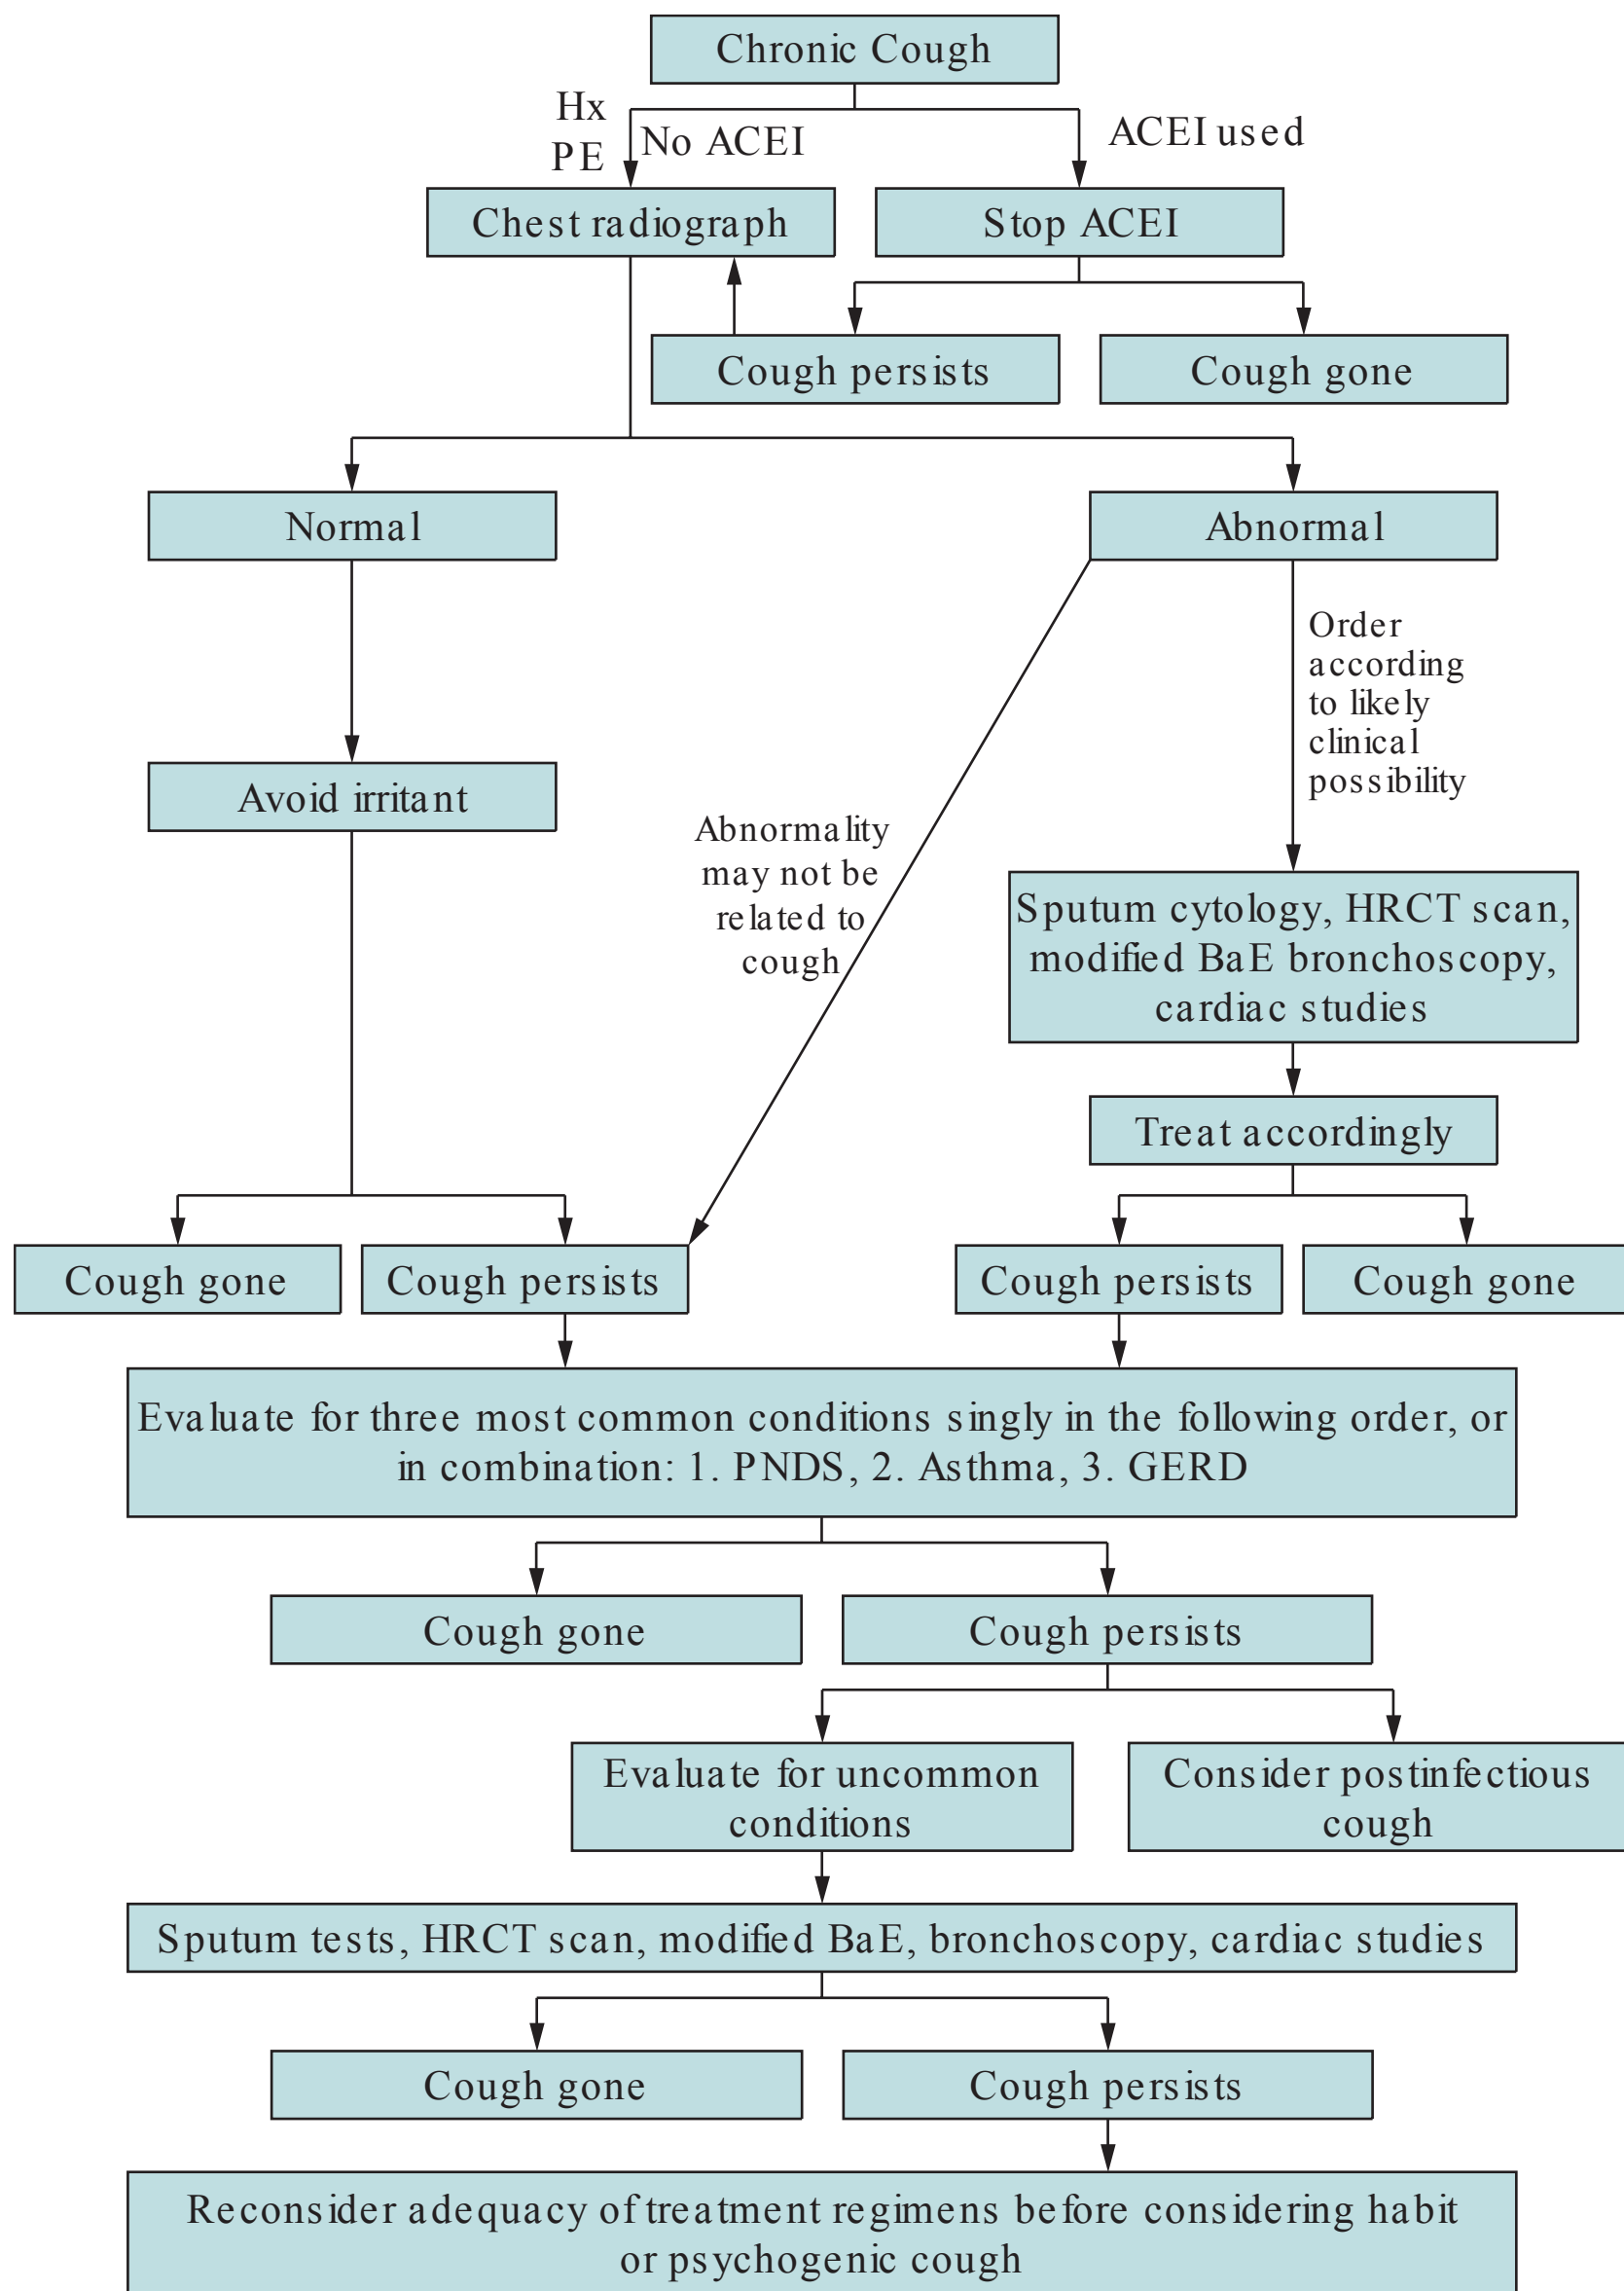 Chronic Cough
Hx
PE
No ACEI
ACEI used
Chest radiograph
Stop ACEI
Cough persists
Cough gone
Normal
Abnormal
Order
according
to likely
clinical
possibility
Avoid irritant
Abnormality
may not be
related to
cough
Sputum cytology, HRCT scan,
modified BaE bronchoscopy,
cardiac studies
Treat accordingly
Cough gone
Cough persists
Cough persists
Cough gone
Evaluate for three most common conditions singly in the following order, or
in combination: 1. PNDS, 2. Asthma, 3. GERD
Cough gone
Cough persists
Evaluate for uncommon
conditions
Consider postinfectious
cough
Sputum tests, HRCT scan, modified BaE, bronchoscopy, cardiac studies
Cough gone
Cough persists
Reconsider adequacy of treatment regimens before considering habit
or psychogenic cough